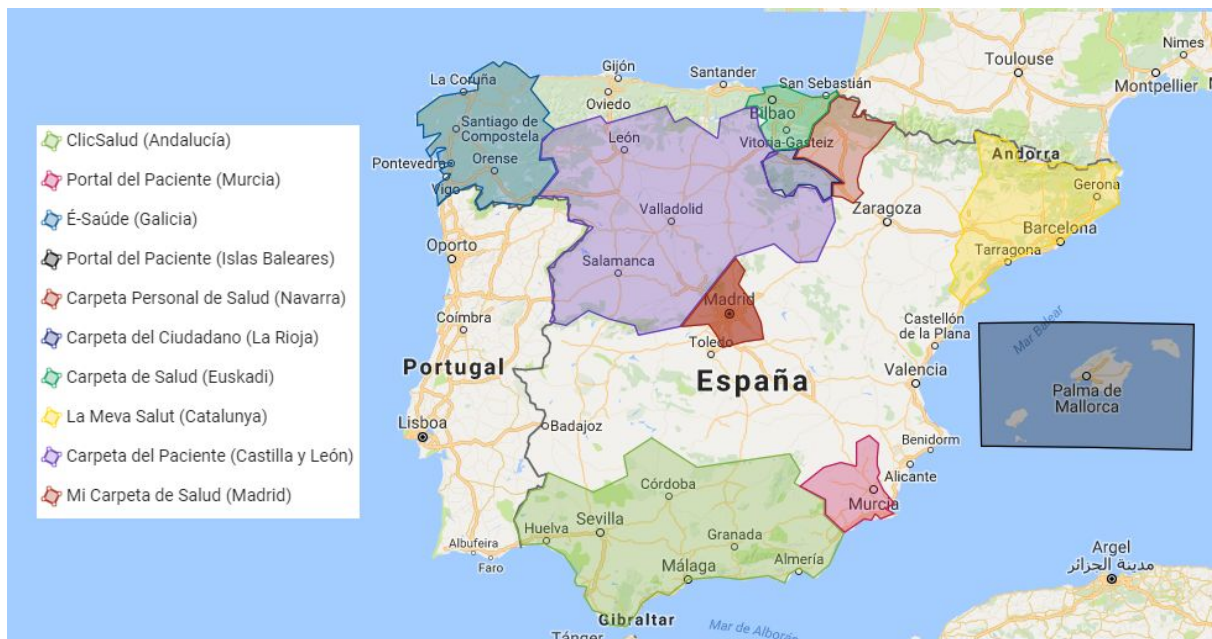 ClicSalud (Andalucía)
Portal del Paciente (Murcia)
É-Saúde (Galicia)
Portal del Paciente (Islas Baleares)
Carpeta Personal de Salud (Navarra)
Carpeta del Ciudadano (La Rioja)
Carpeta de Salud (Euskadi)
La Meva Salut (Catalunya)
Carpeta del Paciente (Castilla y León)
Mi Carpeta de Salud (Madrid)
Nimes
Toulouse
Montpellier
La Coruña
Gijón
Santander
San Sebastián
Oviedo
Bilbao
Santiago de
Compostela
León
Vitoria-Gasteiz
Andorra
Pontevedra
Orense
Vigo
Gerona
Zaragoza
Valladolid
Barcelona
Oporto
Tarragona
Salamanca
Madrid
Castellón
de la Plana
Mar Balear
Coímbra
Toledo
Portugal
España
Valencia
Palma de
Mallorca
Lisboa
Badajoz
Benidorm
Alicante
Córdoba
Murcia
Huelva
Sevilla
Granada
Albufeira
Faro
Málaga
Almería
Argel
مدينة الجزائر
Gibraltar
Mar de Alborán
Tánger